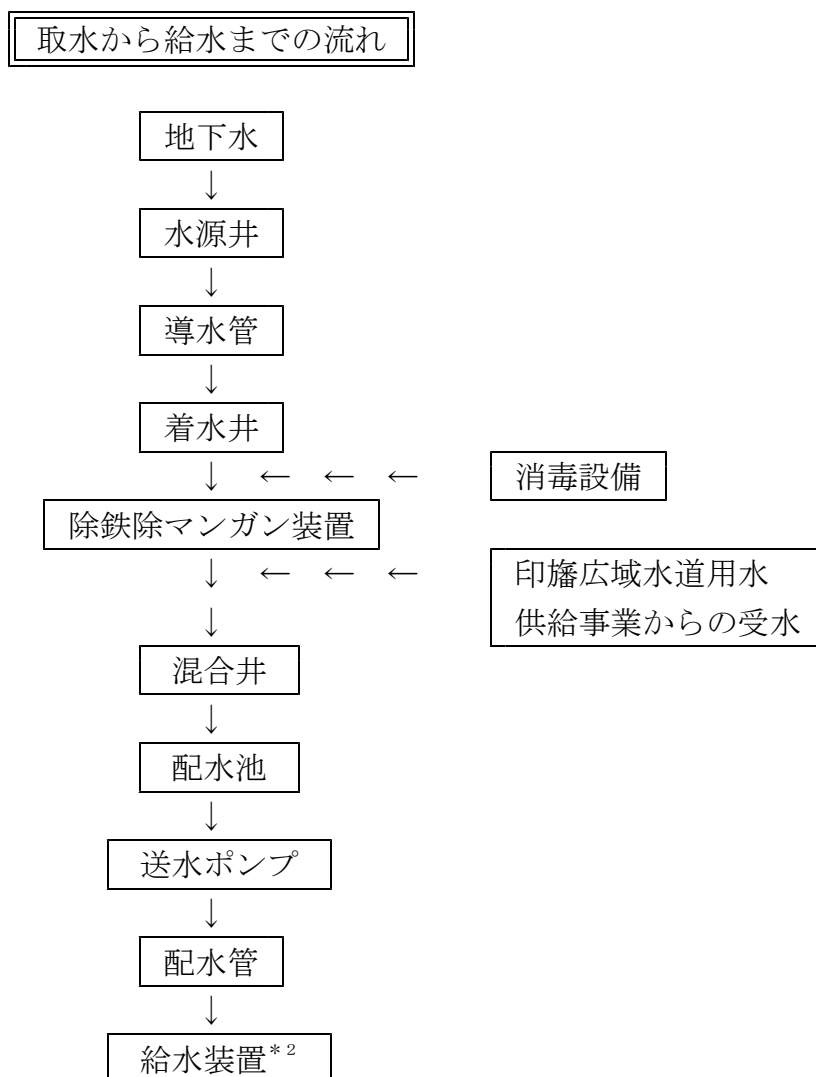 取水から給水までの流れ
地下水
↓
水源井
↓
導水管
↓
着水井
↓ ← ← ← 消毒設備
除鉄除マンガン装置
↓ ← ← ← 印旛広域水道用水
↓ 供給事業からの受水
混合井
↓
配水池
↓
送水ポンプ
↓
配水管
↓
給水装置*2